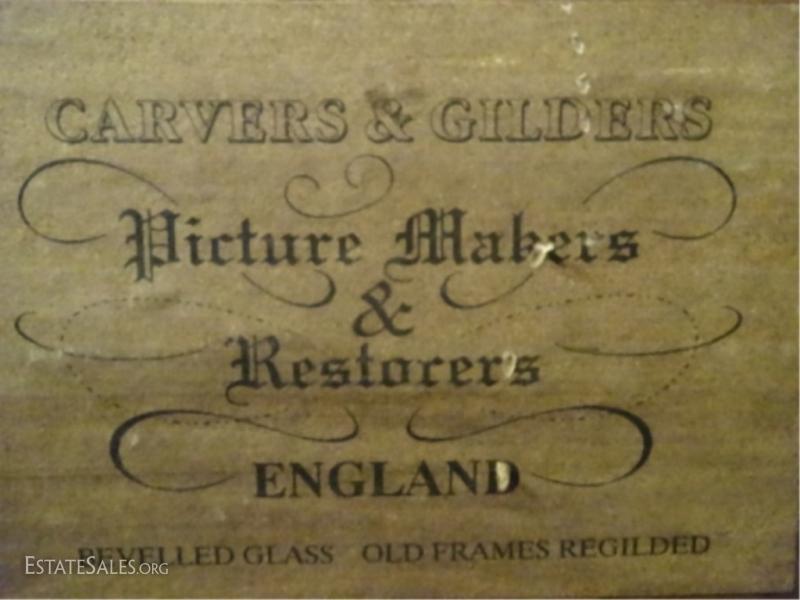 CARVERS & GILDERS
Picture Makers
&
Restorers
ENGLAND
BEVELLED GLASS OLD FRAMES REGILDED
ESTATESALES.ORG